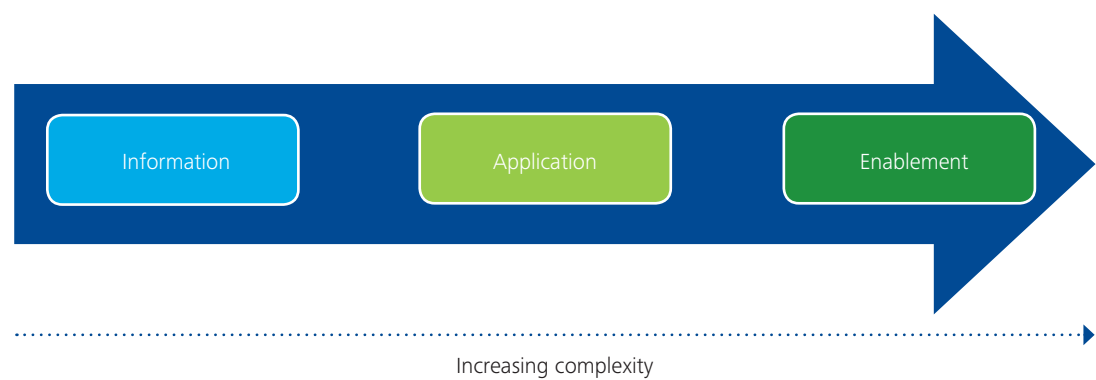 Information
Application
Enablement
Increasing complexity